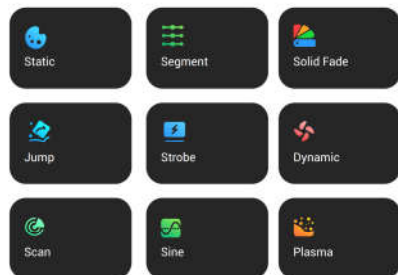 Static
Segment
Solid Fade
Jump
Strobe
Dynamic
Scan
Sine
Plasma